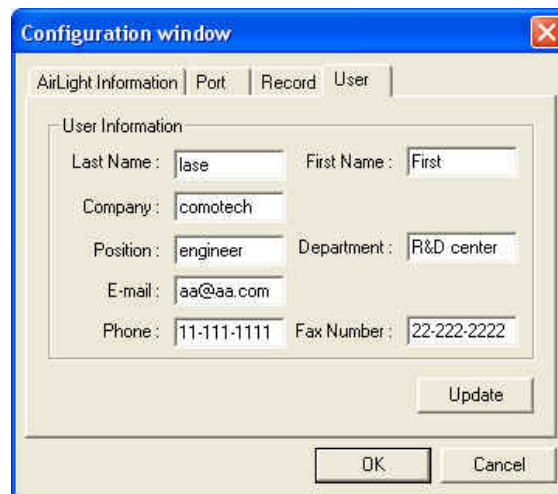 Configuration window
AirLight Information Port Record User
User Information
Last Name : lase First Name : First
Company : comotech
Position : engineer Department : R&D center
E-mail : aa@aa.com
Phone : 11-111-1111 Fax Number : 22-222-2222
Update
OK Cancel